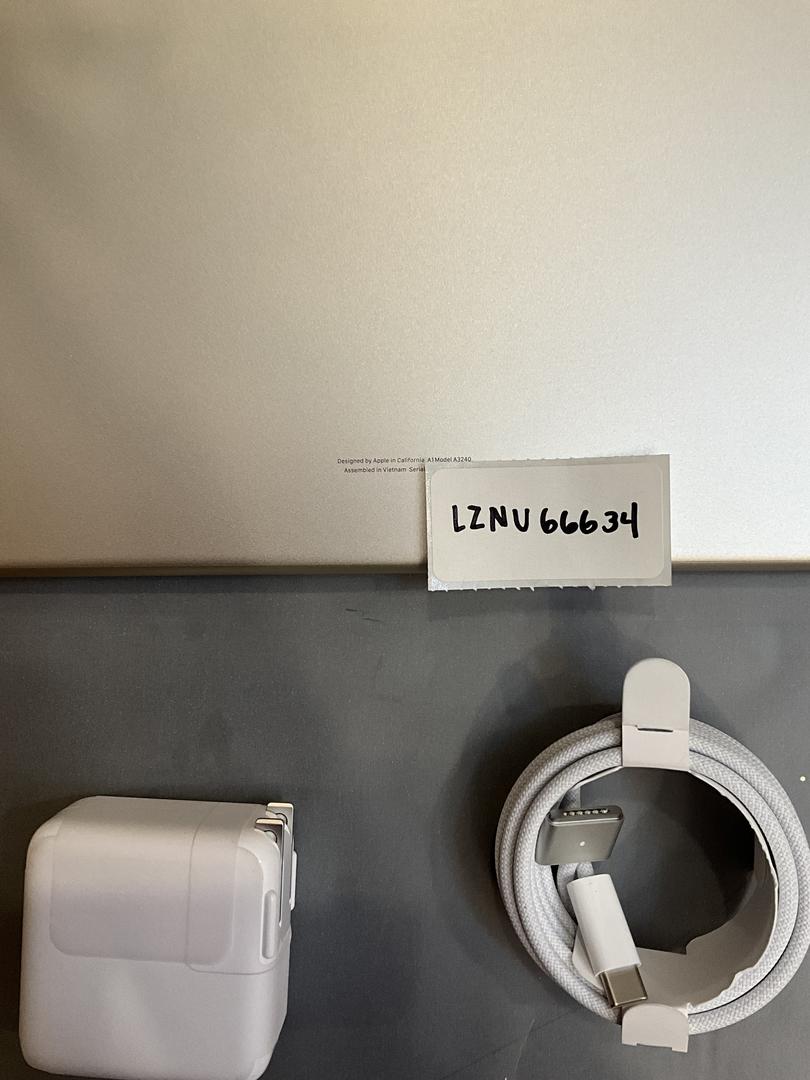 Designed by Apple in California A1 Model A3240
Assembled in Vietnam Serial
LZNU66634